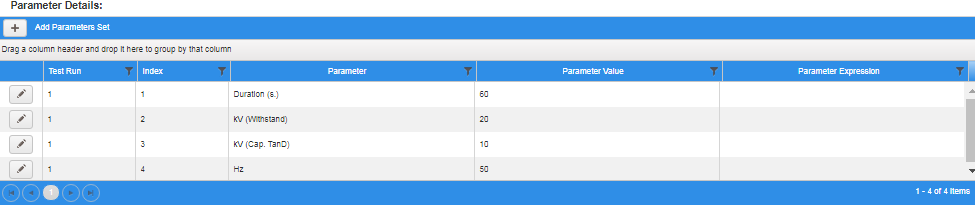 Parameter Details:
+ Add Parameters Set
Drag a column header and drop it here to group by that column
Test Run Index Parameter Parameter Value Parameter Expression
1 1 Duration (s.) 60
1 2 kV (Withstand) 20
1 3 kV (Cap. TanD) 10
1 4 Hz 50
1 1 - 4 of 4 items